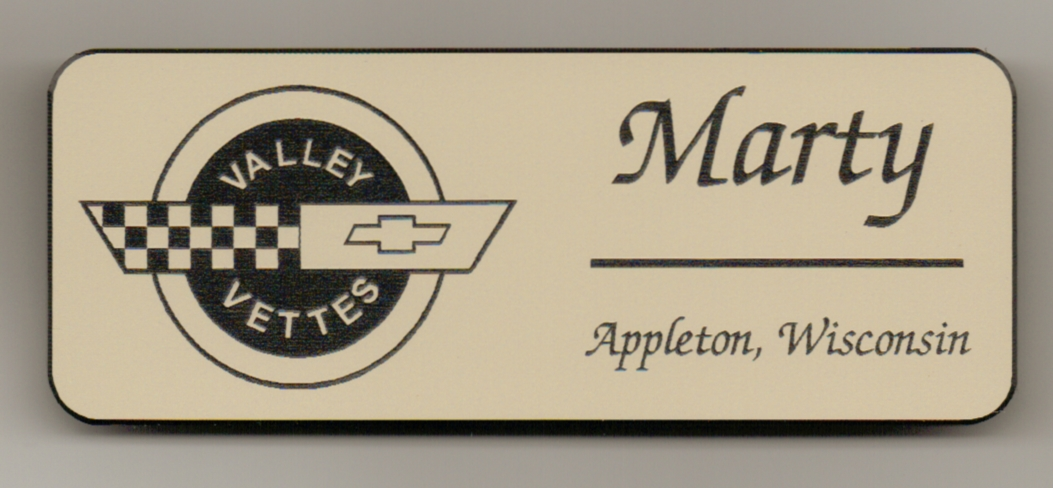 VALLEY
VETTES
Marty
Appleton, Wisconsin